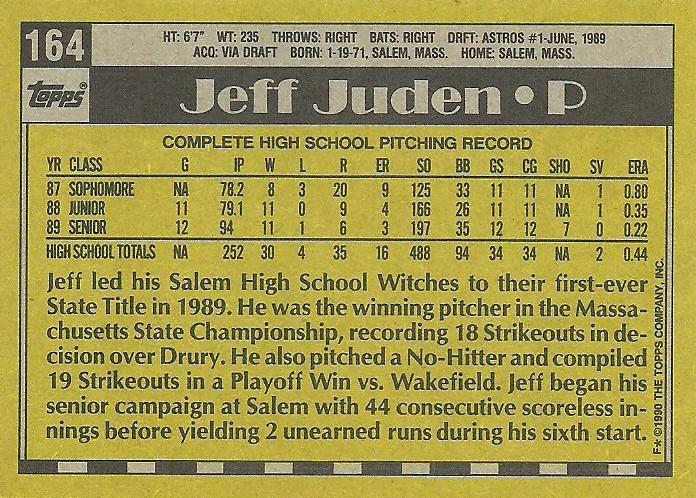 164
HT: 6'7" WT: 235 THROWS: RIGHT BATS: RIGHT DRFT: ASTROS #1-JUNE, 1989
ACQ: VIA DRAFT BORN: 1-19-71, SALEM, MASS. HOME: SALEM, MASS.
topps®
Jeff Juden • P
COMPLETE HIGH SCHOOL PITCHING RECORD
YR CLASS G IP W L R ER SO BB GS CG SHO SV ERA
87 SOPHOMORE NA 78.2 8 3 20 9 125 33 11 11 NA 1 0.80
88 JUNIOR 11 79.1 11 0 9 4 166 26 11 11 NA 1 0.35
89 SENIOR 12 94 11 1 6 3 197 35 12 12 7 0 0.22
HIGH SCHOOL TOTALS NA 252 30 4 35 16 488 94 34 34 NA 2 0.44
Jeff led his Salem High School Witches to their first-ever
State Title in 1989. He was the winning pitcher in the Massa-
chusetts State Championship, recording 18 Strikeouts in de-
cision over Drury. He also pitched a No-Hitter and compiled
19 Strikeouts in a Playoff Win vs. Wakefield. Jeff began his
senior campaign at Salem with 44 consecutive scoreless in-
nings before yielding 2 unearned runs during his sixth start.
F* ©1990 THE TOPPS COMPANY, INC.